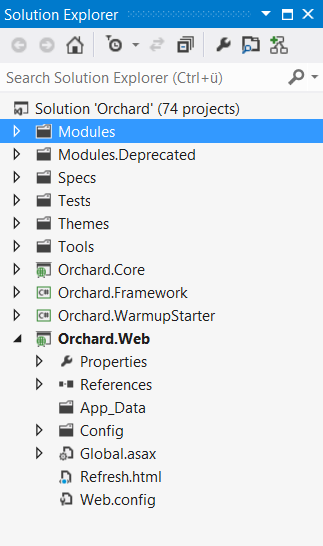 Solution Explorer
Search Solution Explorer (Ctrl+ü)
Solution 'Orchard' (74 projects)
Modules
Modules.Deprecated
Specs
Tests
Themes
Tools
Orchard.Core
C# Orchard.Framework
C# Orchard.WarmupStarter
Orchard.Web
Properties
References
App_Data
Config
Global.asax
Refresh.html
Web.config